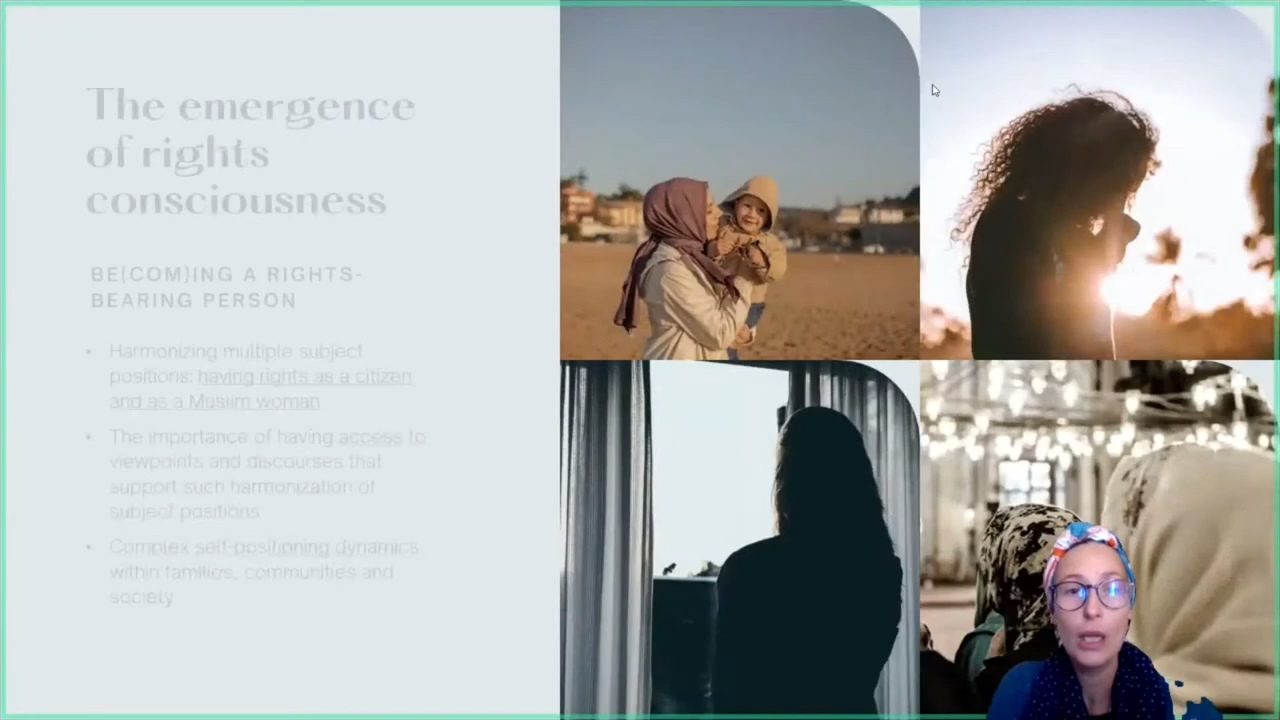 The emergence
of rights
consciousness
BE(COM)ING A RIGHTS-
BEARING PERSON
• Harmonizing multiple subject
positions: having rights as a citizen
and as a Muslim woman
• The importance of having access to
viewpoints and discourses that
support such harmonization of
subject positions
• Complex self-positioning dynamics
within families, communities and
society